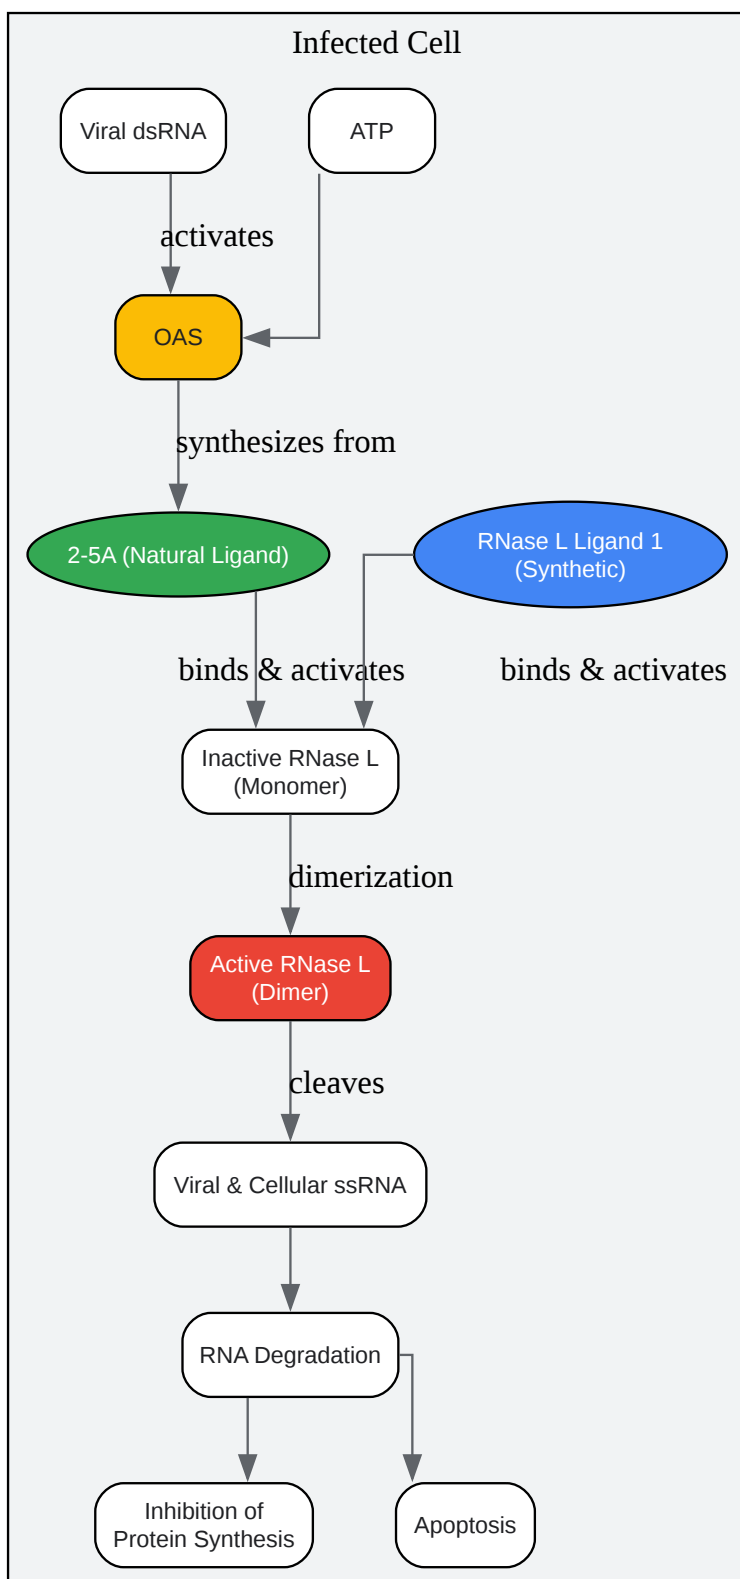 Infected Cell
Viral dsRNA
ATP
activates
OAS
synthesizes from
2-5A (Natural Ligand)
RNase L Ligand 1
(Synthetic)
binds & activates
binds & activates
Inactive RNase L
(Monomer)
dimerization
Active RNase L
(Dimer)
cleaves
Viral & Cellular ssRNA
RNA Degradation
Inhibition of
Protein Synthesis
Apoptosis